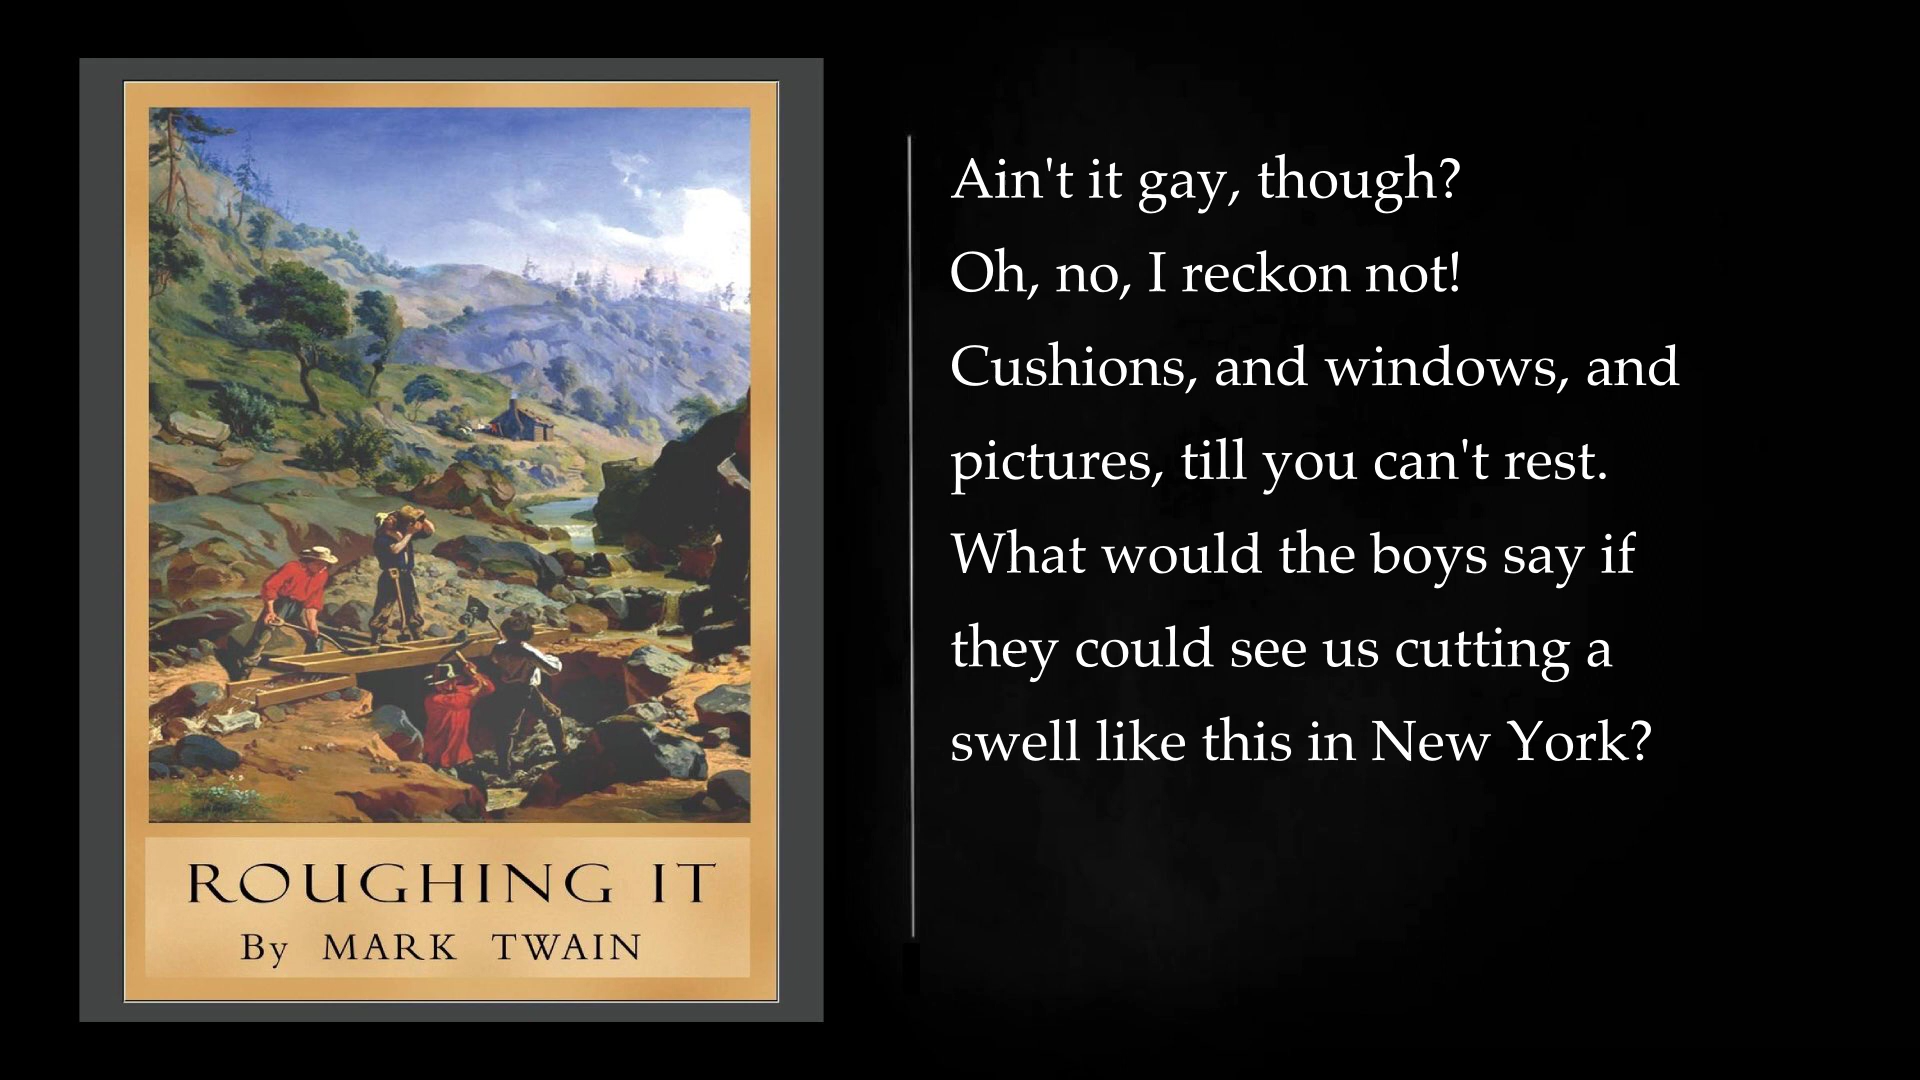 ROUGHING IT
By MARK TWAIN
Ain't it gay, though?
Oh, no, I reckon not!
Cushions, and windows, and
pictures, till you can't rest.
What would the boys say if
they could see us cutting a
swell like this in New York?